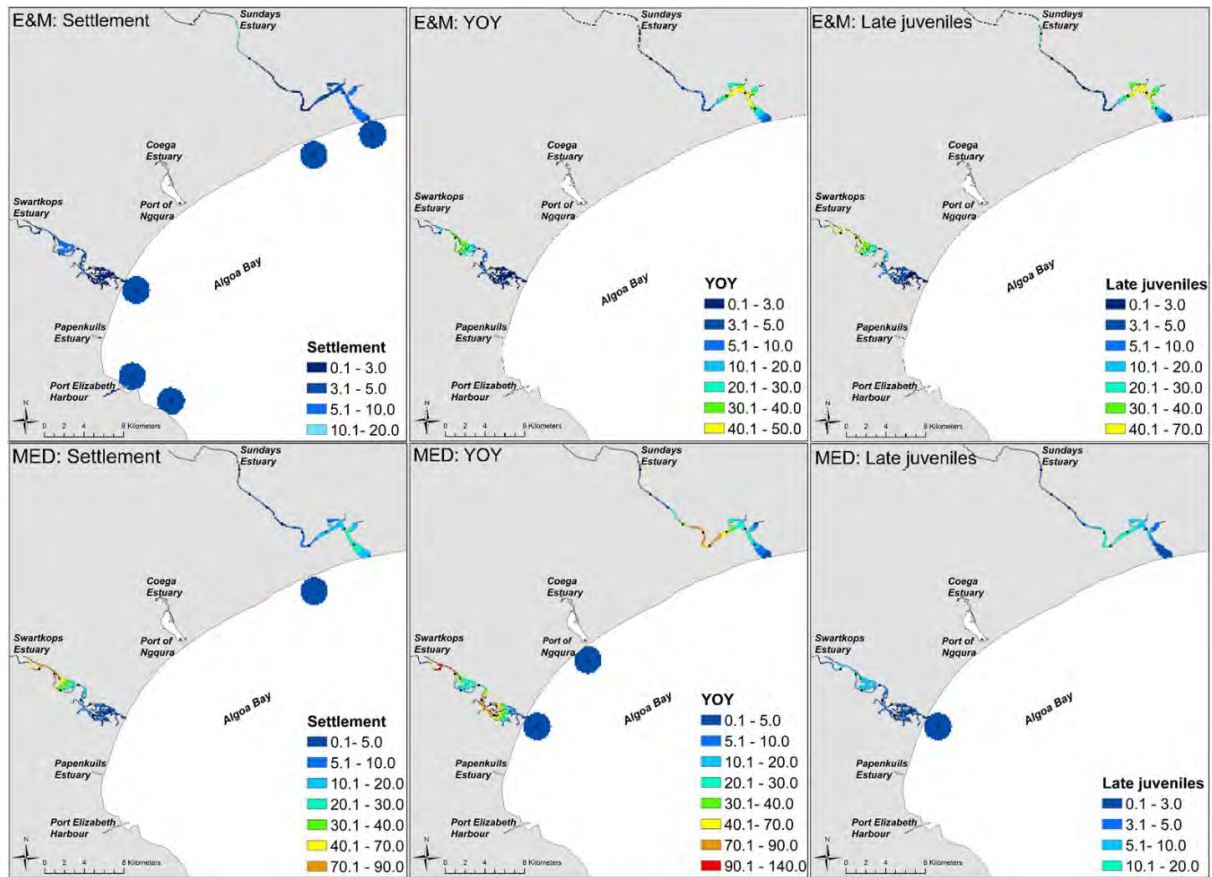 E&M: Settlement
Sundays
Estuary
Coega
Estuary
Swartkops
Estuary
Port of
Ngqura
Algoa Bay
Papenkuils
Estuary
Port Elizabeth
Harbour
Settlement
0.1 - 3.0
3.1 - 5.0
5.1 - 10.0
10.1- 20.0
N
0 2 4 8 Kilometers
E&M: YOY
Sundays
Estuary
Coega
Estuary
Swartkops
Estuary
Port of
Ngqura
Algoa Bay
Papenkuils
Estuary
Port Elizabeth
Harbour
YOY
0.1 - 3.0
3.1 - 5.0
5.1 - 10.0
10.1 - 20.0
20.1 - 30.0
30.1 - 40.0
40.1 - 50.0
N
0 2 4 8 Kilometers
E&M: Late juveniles
Sundays
Estuary
Coega
Estuary
Swartkops
Estuary
Port of
Ngqura
Algoa Bay
Papenkuils
Estuary
Port Elizabeth
Harbour
Late juveniles
0.1 - 3.0
3.1 - 5.0
5.1 - 10.0
10.1 - 20.0
20.1 - 30.0
30.1 - 40.0
40.1 - 70.0
N
0 2 4 8 Kilometers
MED: Settlement
Sundays
Estuary
Coega
Estuary
Swartkops
Estuary
Port of
Ngqura
Algoa Bay
Papenkuils
Estuary
Port Elizabeth
Harbour
Settlement
0.1- 5.0
5.1 - 10.0
10.1 - 20.0
20.1 - 30.0
30.1 - 40.0
40.1 - 70.0
70.1 - 90.0
N
0 2 4 8 Kilometers
MED: YOY
Sundays
Estuary
Coega
Estuary
Swartkops
Estuary
Port of
Ngqura
Algoa Bay
Papenkuils
Estuary
Port Elizabeth
Harbour
YOY
0.1 - 5.0
5.1 - 10.0
10.1 - 20.0
20.1 - 30.0
30.1 - 40.0
40.1 - 70.0
70.1 - 90.0
90.1 - 140.0
N
0 2 4 8 Kilometers
MED: Late juveniles
Sundays
Estuary
Coega
Estuary
Swartkops
Estuary
Port of
Ngqura
Algoa Bay
Papenkuils
Estuary
Port Elizabeth
Harbour
Late juveniles
0.1 - 3.0
3.1 - 5.0
5.1- 10.0
10.1 - 20.0
N
0 2 4 8 Kilometers